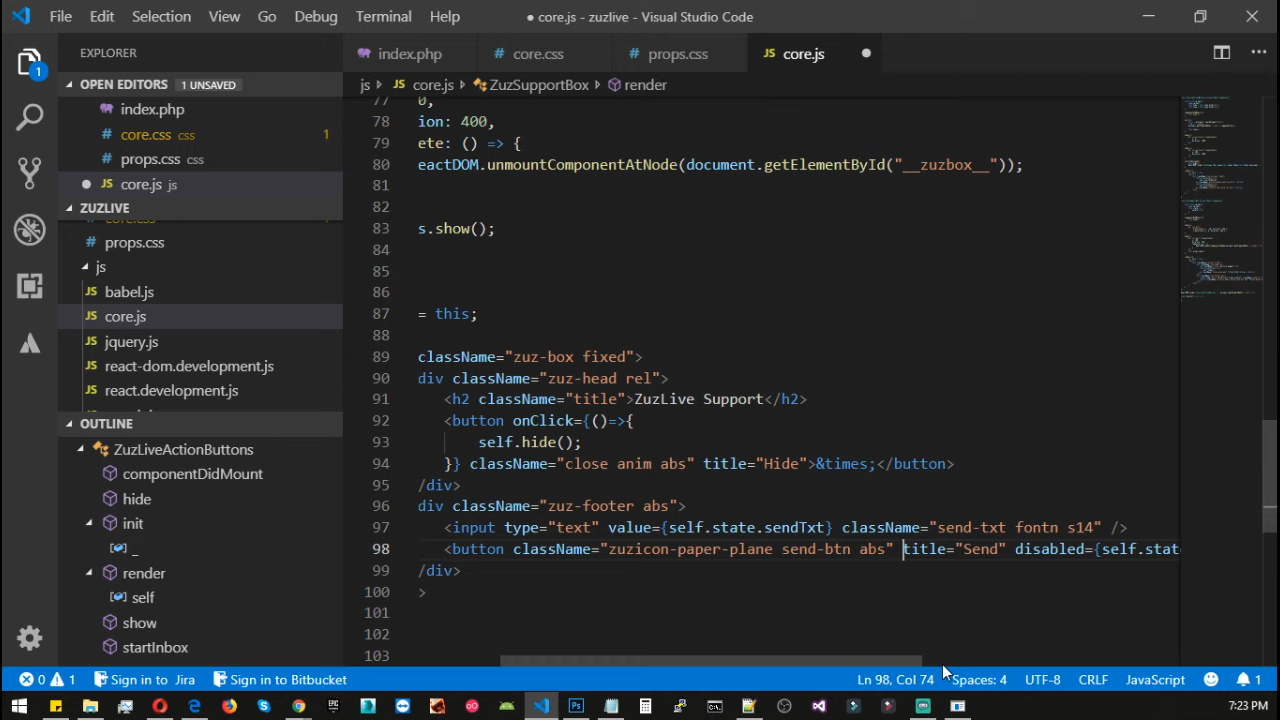 File Edit Selection View Go Debug Terminal Help ● core.js - zuzlive - Visual Studio Code
EXPLORER
index.php core.css props.css JS core.js
OPEN EDITORS 1 UNSAVED
index.php
core.css css 1
props.css css
core.js js
ZUZLIVE
props.css
js
JS babel.js
JS core.js
JS jquery.js
JS react-dom.development.js
JS react.development.js
OUTLINE
ZuzLiveActionButtons
componentDidMount
hide
init
_
render
self
show
startInbox
js > JS core.js > ZuzSupportBox > render
77 0,
78 ion: 400,
79 ete: () => {
80 eactDOM.unmountComponentAtNode(document.getElementById("__zuzbox__"));
81
82
83 s.show();
84
85
86
87 = this;
88
89 className="zuz-box fixed">
90 div className="zuz-head rel">
91 <h2 className="title">ZuzLive Support</h2>
92 <button onClick={()=>{
93 self.hide();
94 }} className="close anim abs" title="Hide">&times;</button>
95 /div>
96 div className="zuz-footer abs">
97 <input type="text" value={self.state.sendTxt} className="send-txt fontn s14" />
98 <button className="zuzicon-paper-plane send-btn abs" title="Send" disabled={self.state
99 /div>
100 >
101
102
103
0 1 Sign in to Jira Sign in to Bitbucket Ln 98, Col 74 Spaces: 4 UTF-8 CRLF JavaScript 1
7:23 PM